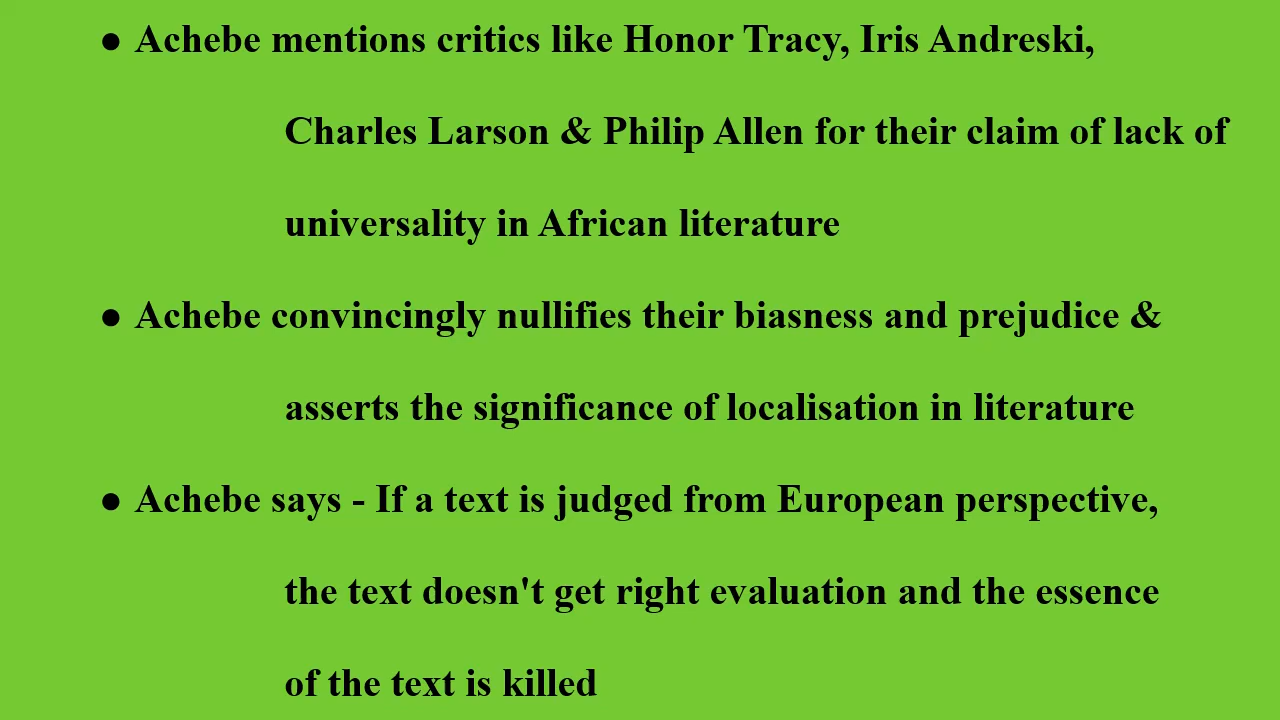 ● Achebe mentions critics like Honor Tracy, Iris Andreski,
Charles Larson & Philip Allen for their claim of lack of
universality in African literature
● Achebe convincingly nullifies their biasness and prejudice &
asserts the significance of localisation in literature
● Achebe says - If a text is judged from European perspective,
the text doesn't get right evaluation and the essence
of the text is killed